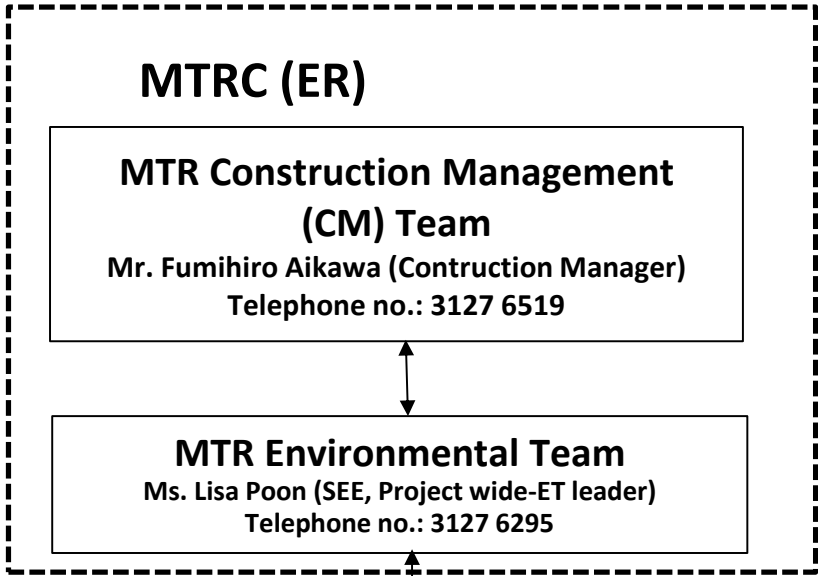 MTRC (ER)
MTR Construction Management
(CM) Team
Mr. Fumihiro Aikawa (Contruction Manager)
Telephone no.: 3127 6519
MTR Environmental Team
Ms. Lisa Poon (SEE, Project wide-ET leader)
Telephone no.: 3127 6295